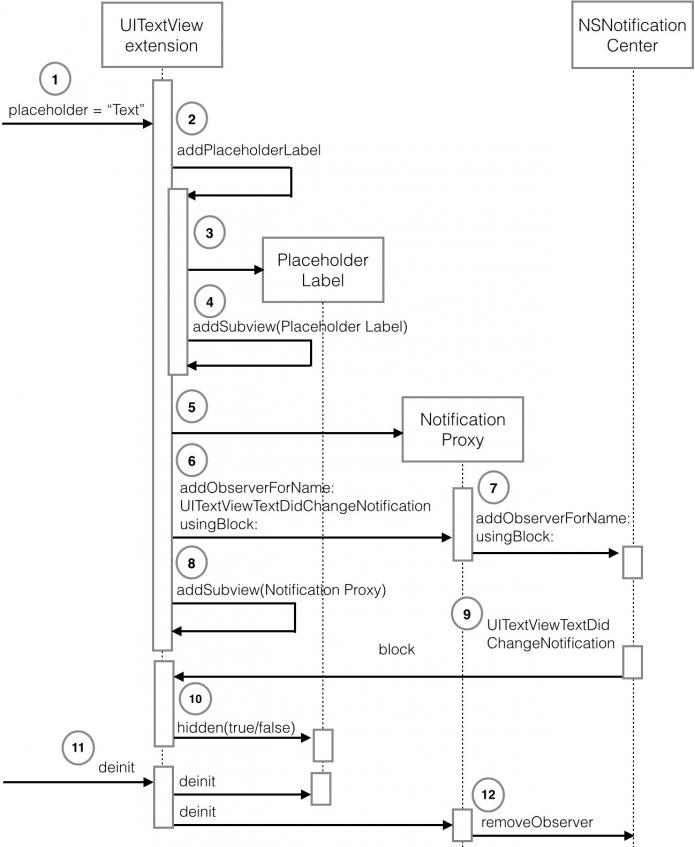 UITextView
extension
NSNotification
Center
1
placeholder = “Text”
2
addPlaceholderLabel
3
Placeholder
Label
4
addSubview(Placeholder Label)
5
Notification
Proxy
6
addObserverForName:
UITextViewTextDidChangeNotification
usingBlock:
7
addObserverForName:
usingBlock:
8
addSubview(Notification Proxy)
9
UITextViewTextDid
ChangeNotification
block
10
hidden(true/false)
11
deinit
deinit
deinit
12
removeObserver